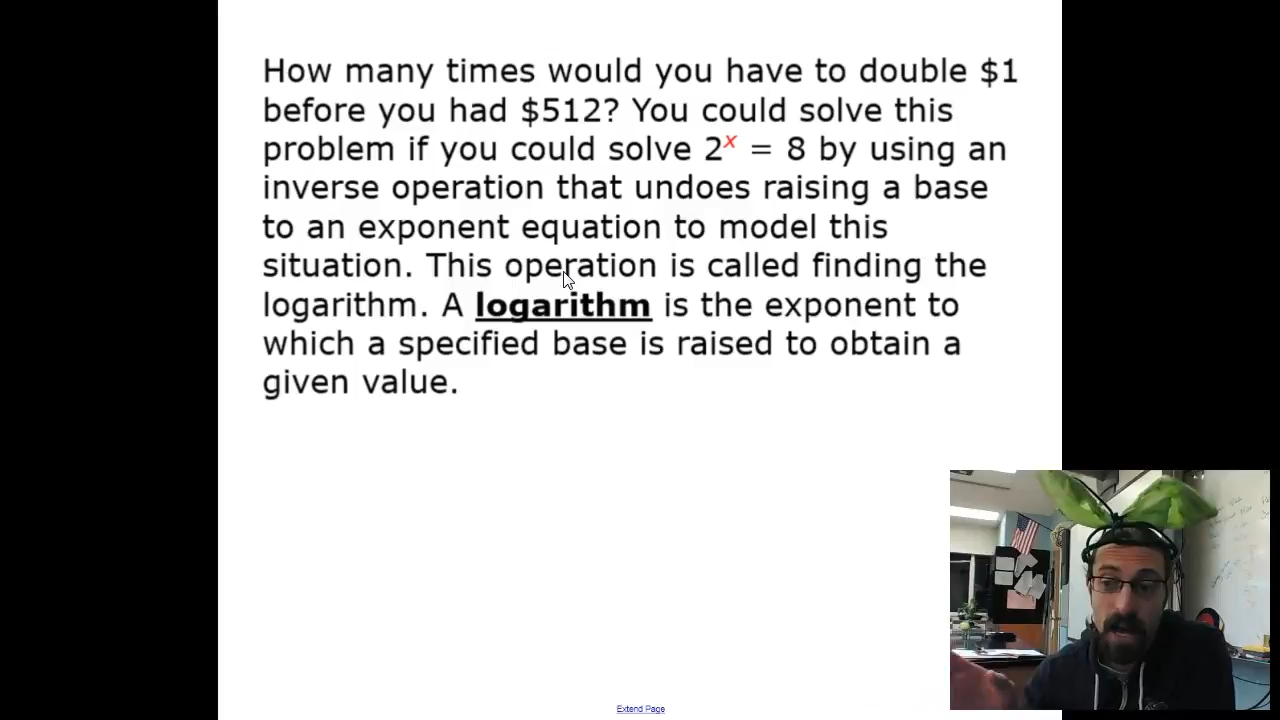 How many times would you have to double $1
before you had $512? You could solve this
problem if you could solve 2ˣ = 8 by using an
inverse operation that undoes raising a base
to an exponent equation to model this
situation. This operation is called finding the
logarithm. A logarithm is the exponent to
which a specified base is raised to obtain a
given value.
Extend Page